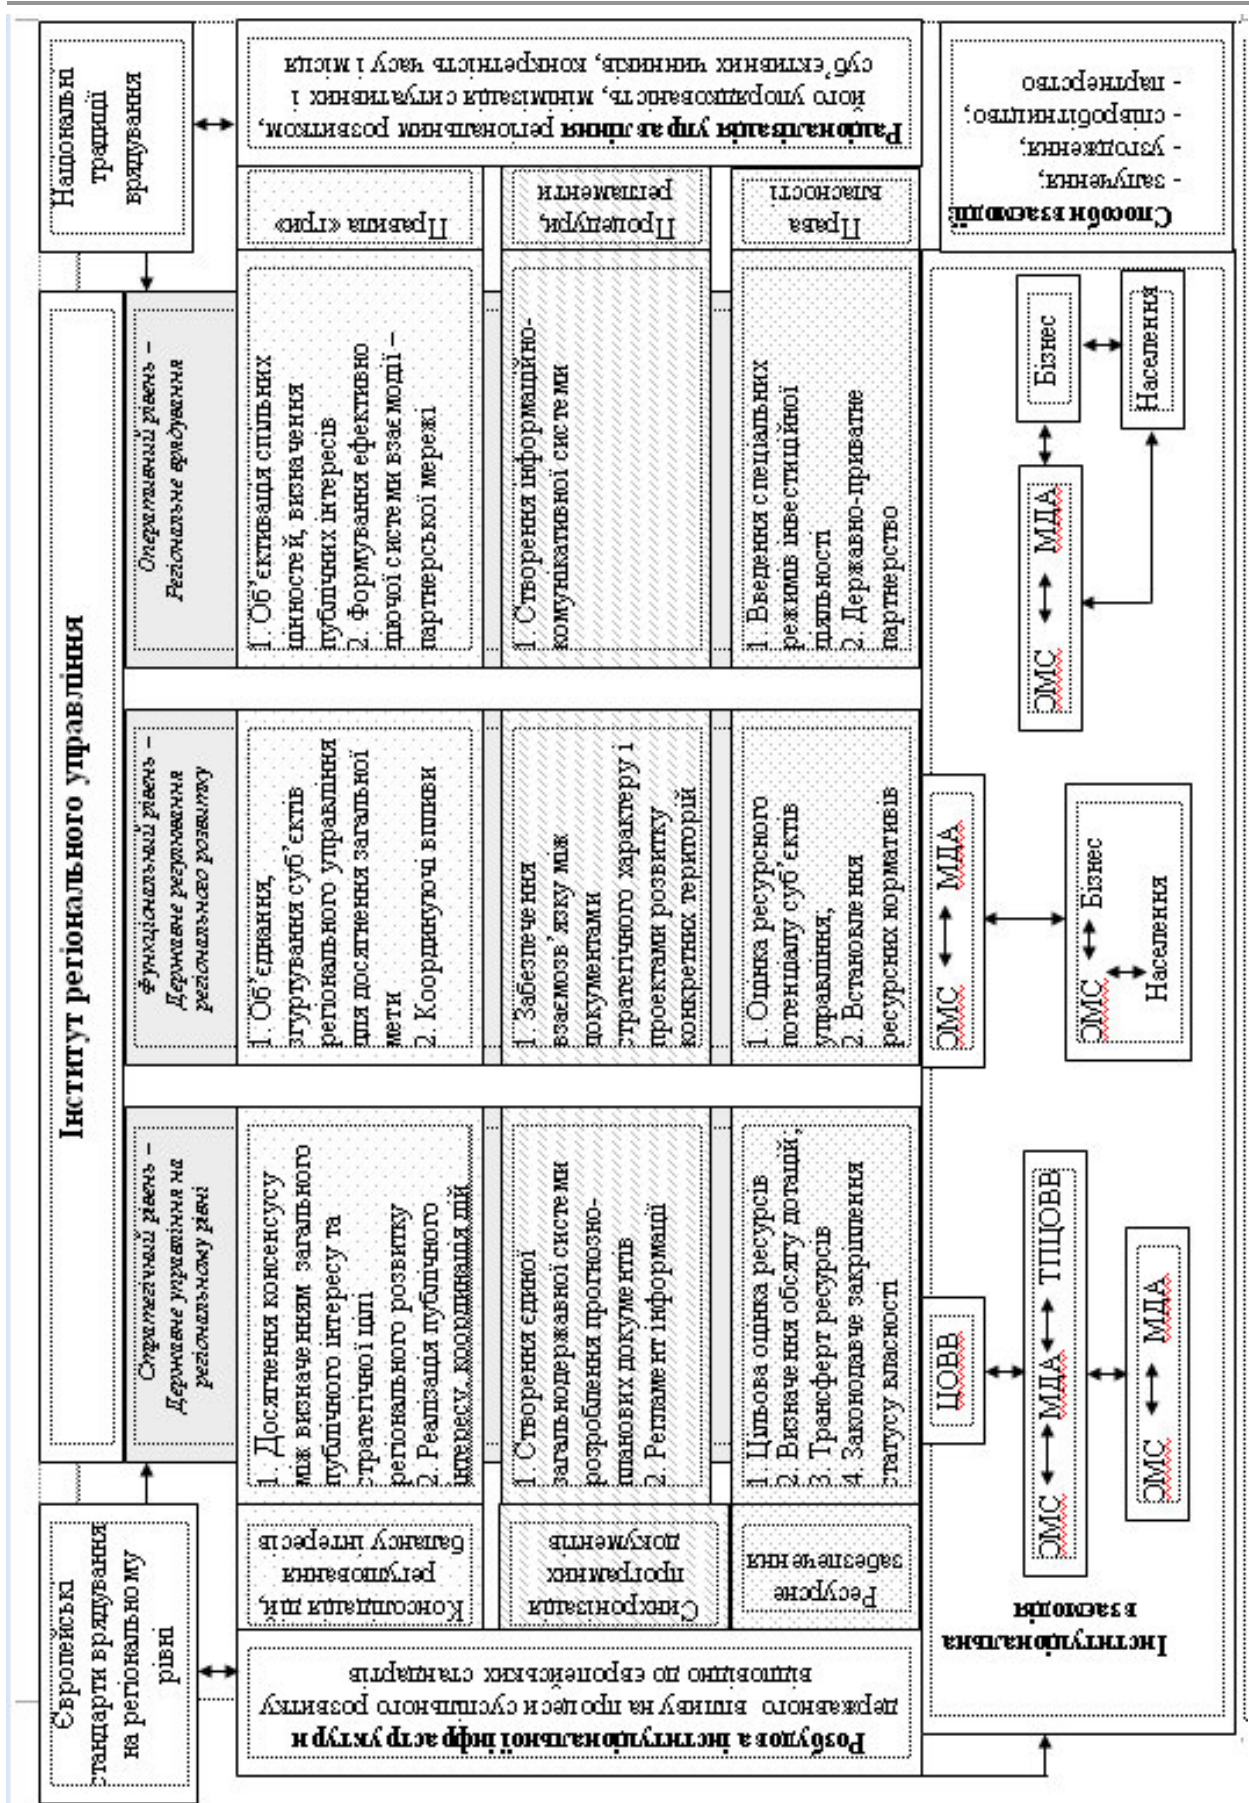 Інститут регіонального управління
Європейські
стандарти врядування
на регіональному
рівні
Національні
традиції
врядування
Стратегічний рівень –
Державне управління на
регіональному рівні
Функціональний рівень –
Державне регулювання
регіонального розвитку
Оперативний рівень –
Регіональне врядування
Розбудова інституціональної інфраструктури
державного впливу на процеси суспільного розвитку
відповідно до європейських стандартів
Консолідація дій,
регулювання
балансу інтересів
1. Досягнення консенсусу
між визначенням загального
публічного інтересу та
стратегічної цілі
регіонального розвитку
2. Реалізація публічного
інтересу, координація дій
1. Об’єднання,
згуртування суб’єктів
регіонального управління
для досягнення загальної
мети
2. Координуючі впливи
1. Об’єктивація спільних
цінностей, визначення
публічних інтересів
2. Формування ефективно
діючої системи взаємодії –
партнерської мережі
Правила «гри»
Синхронізація
програмних
документів
1 Створення єдиної
загальнодержавної системи
розроблення прогнозно-
планових документів
2 Регламент інформації
1. Забезпечення
взаємозв’язку між
документами
стратегічного характеру і
проектами розвитку
конкретних територій
1. Створення інформаційно-
комунікативної системи
Процедури,
регламенти
Ресурсне
забезпечення
1. Цільова оцінка ресурсів
2. Визначення обсягу дотацій;
3. Трансферт ресурсів
4. Законодавче закріплення
статусу власності
1. Оцінка ресурсного
потенціалу суб’єктів
управління,
2. Встановлення
ресурсних нормативів
1. Введення спеціальних
режимів інвестиційної
діяльності
2. Державно-приватне
партнерство
Права
власності
Раціоналізація управління регіональним розвитком,
його упорядкованість, мінімізація ситуативних і
суб’єктивних чинників, конкретність часу і місця
Інституціональна
взаємодія
ЦОВВ
ОМС МДА ТПЦОВВ
ОМС МДА
ОМС МДА
ОМС Бізнес
Населення
ОМС МДА
Бізнес
Населення
Способи взаємодії:
- залучення;
- узгодження;
- співробітництво;
- партнерство